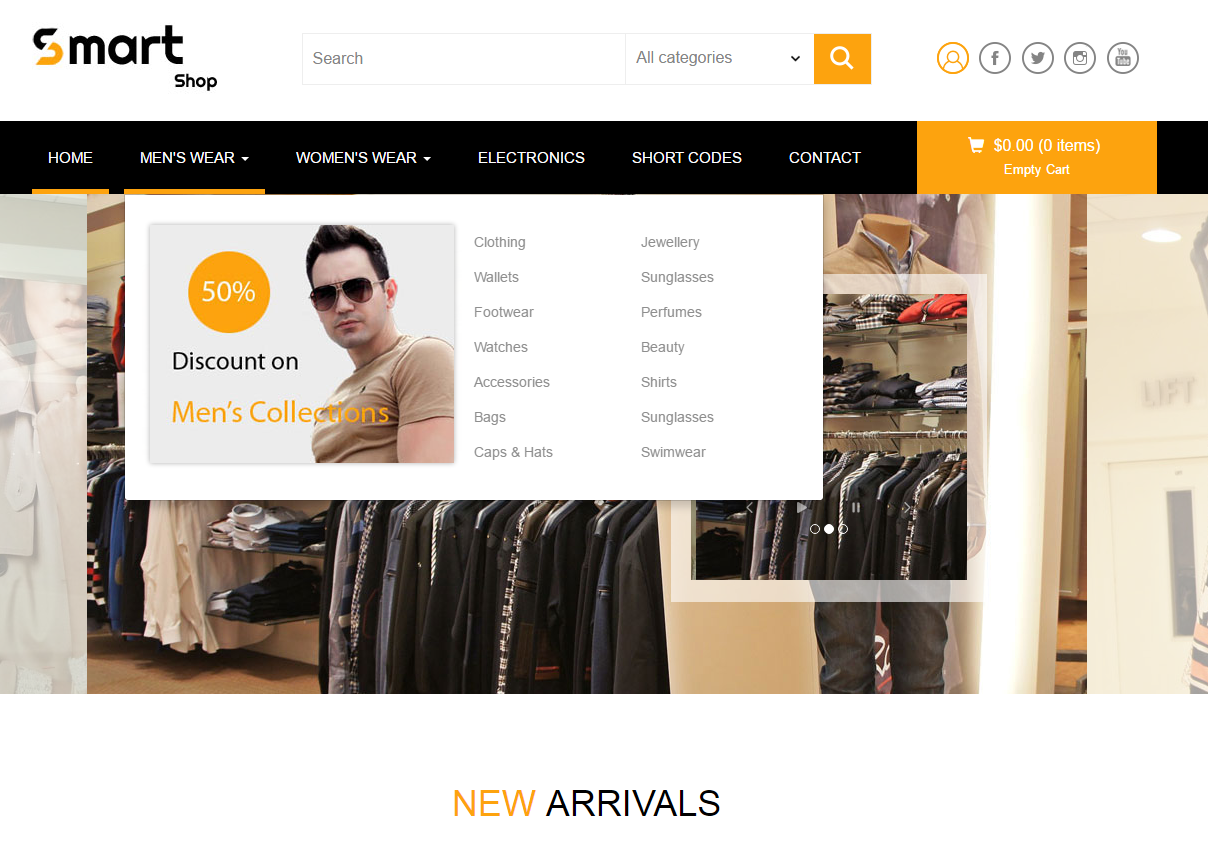 Smart
Shop
Search
All categories
You
Tube
HOME
MEN'S WEAR
WOMEN'S WEAR
ELECTRONICS
SHORT CODES
CONTACT
$0.00 (0 items)
Empty Cart
50%
Discount on
Men's Collections
Clothing
Wallets
Footwear
Watches
Accessories
Bags
Caps & Hats
Jewellery
Sunglasses
Perfumes
Beauty
Shirts
Sunglasses
Swimwear
LIFT
NEW ARRIVALS